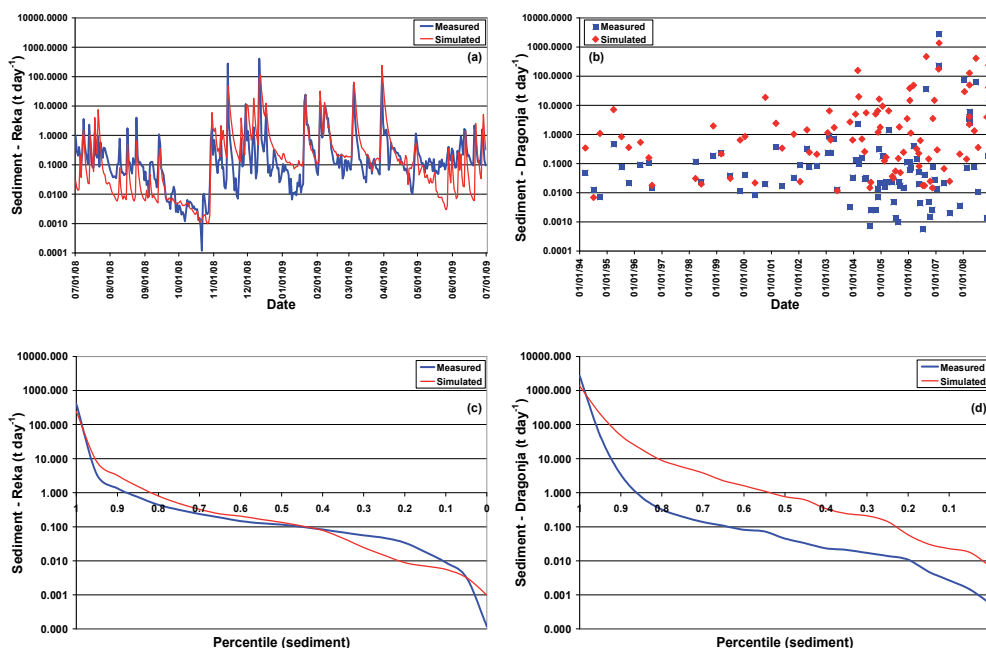 10000.0000
1000.0000
100.0000
10.0000
1.0000
0.1000
0.0100
0.0010
0.0001
Sediment - Reka (t day-1)
Measured
Simulated
(a)
07/01/08
08/01/08
09/01/08
10/01/08
11/01/08
12/01/08
01/01/09
02/01/09
03/01/09
04/01/09
05/01/09
06/01/09
07/01/09
Date
10000.0000
1000.0000
100.0000
10.0000
1.0000
0.1000
0.0100
0.0010
0.0001
Sediment - Dragonja (t day-1)
Measured
Simulated
(b)
01/01/94
01/01/95
01/01/96
01/01/97
01/01/98
01/01/99
01/01/00
01/01/01
01/01/02
01/01/03
01/01/04
01/01/05
01/01/06
01/01/07
01/01/08
Date
10000.000
1000.000
100.000
10.000
1.000
0.100
0.010
0.001
0.000
Sediment - Reka (t day-1)
Measured
Simulated
(c)
1 0.9 0.8 0.7 0.6 0.5 0.4 0.3 0.2 0.1 0
Percentile (sediment)
10000.000
1000.000
100.000
10.000
1.000
0.100
0.010
0.001
0.000
Sediment - Dragonja (t day-1)
Measured
Simulated
(d)
1 0.9 0.8 0.7 0.6 0.5 0.4 0.3 0.2 0.1
Percentile (sediment)